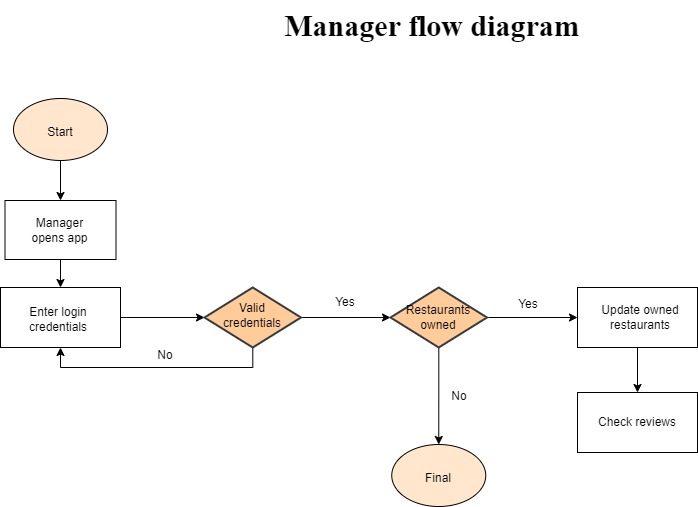 Manager flow diagram
Start
Manager
opens app
Enter login
credentials
Valid
credentials
Yes
No
Restaurants
owned
Yes
No
Update owned
restaurants
Check reviews
Final